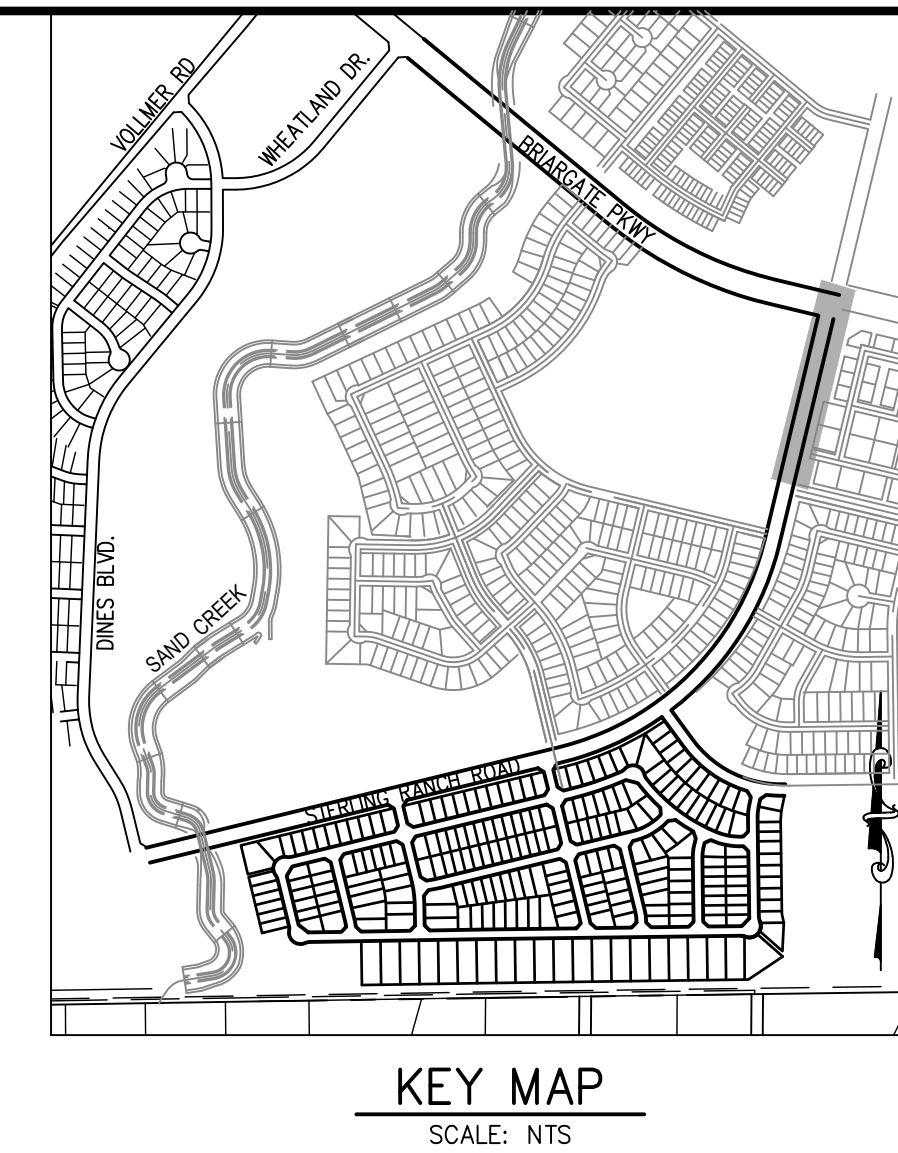 VOLLMER RD
WHEATLAND DR.
BRIARGATE PKWY
DINES BLVD.
SAND CREEK
STERLING RANCH ROAD
KEY MAP
SCALE: NTS